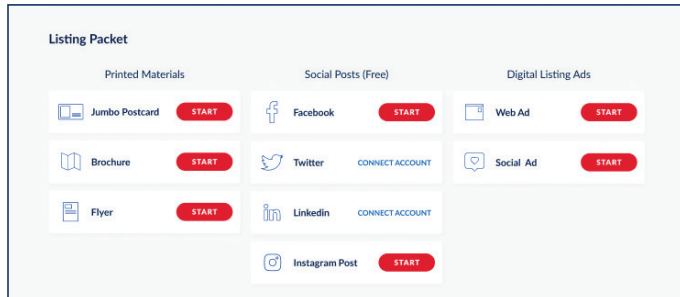 Listing Packet
Printed Materials
Jumbo Postcard START
Brochure START
Flyer START
Social Posts (Free)
Facebook START
Twitter CONNECT ACCOUNT
Linkedin CONNECT ACCOUNT
Instagram Post START
Digital Listing Ads
Web Ad START
Social Ad START